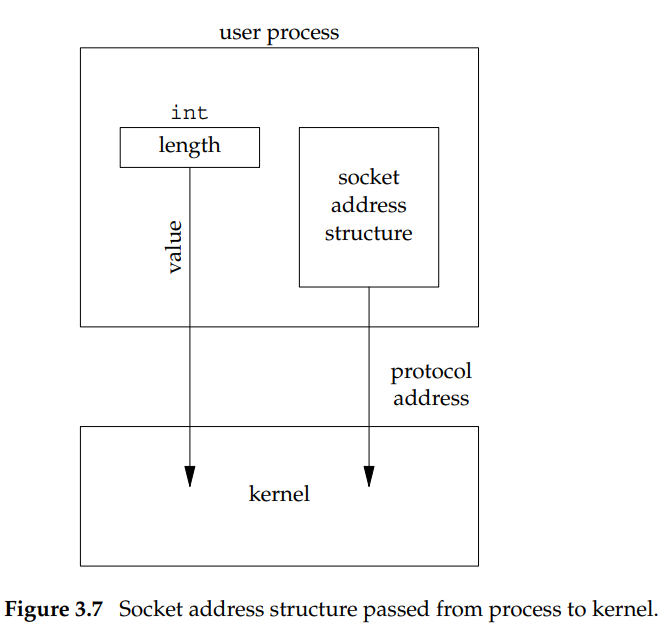 user process
int
length
value
socket
address
structure
protocol
address
kernel
Figure 3.7 Socket address structure passed from process to kernel.